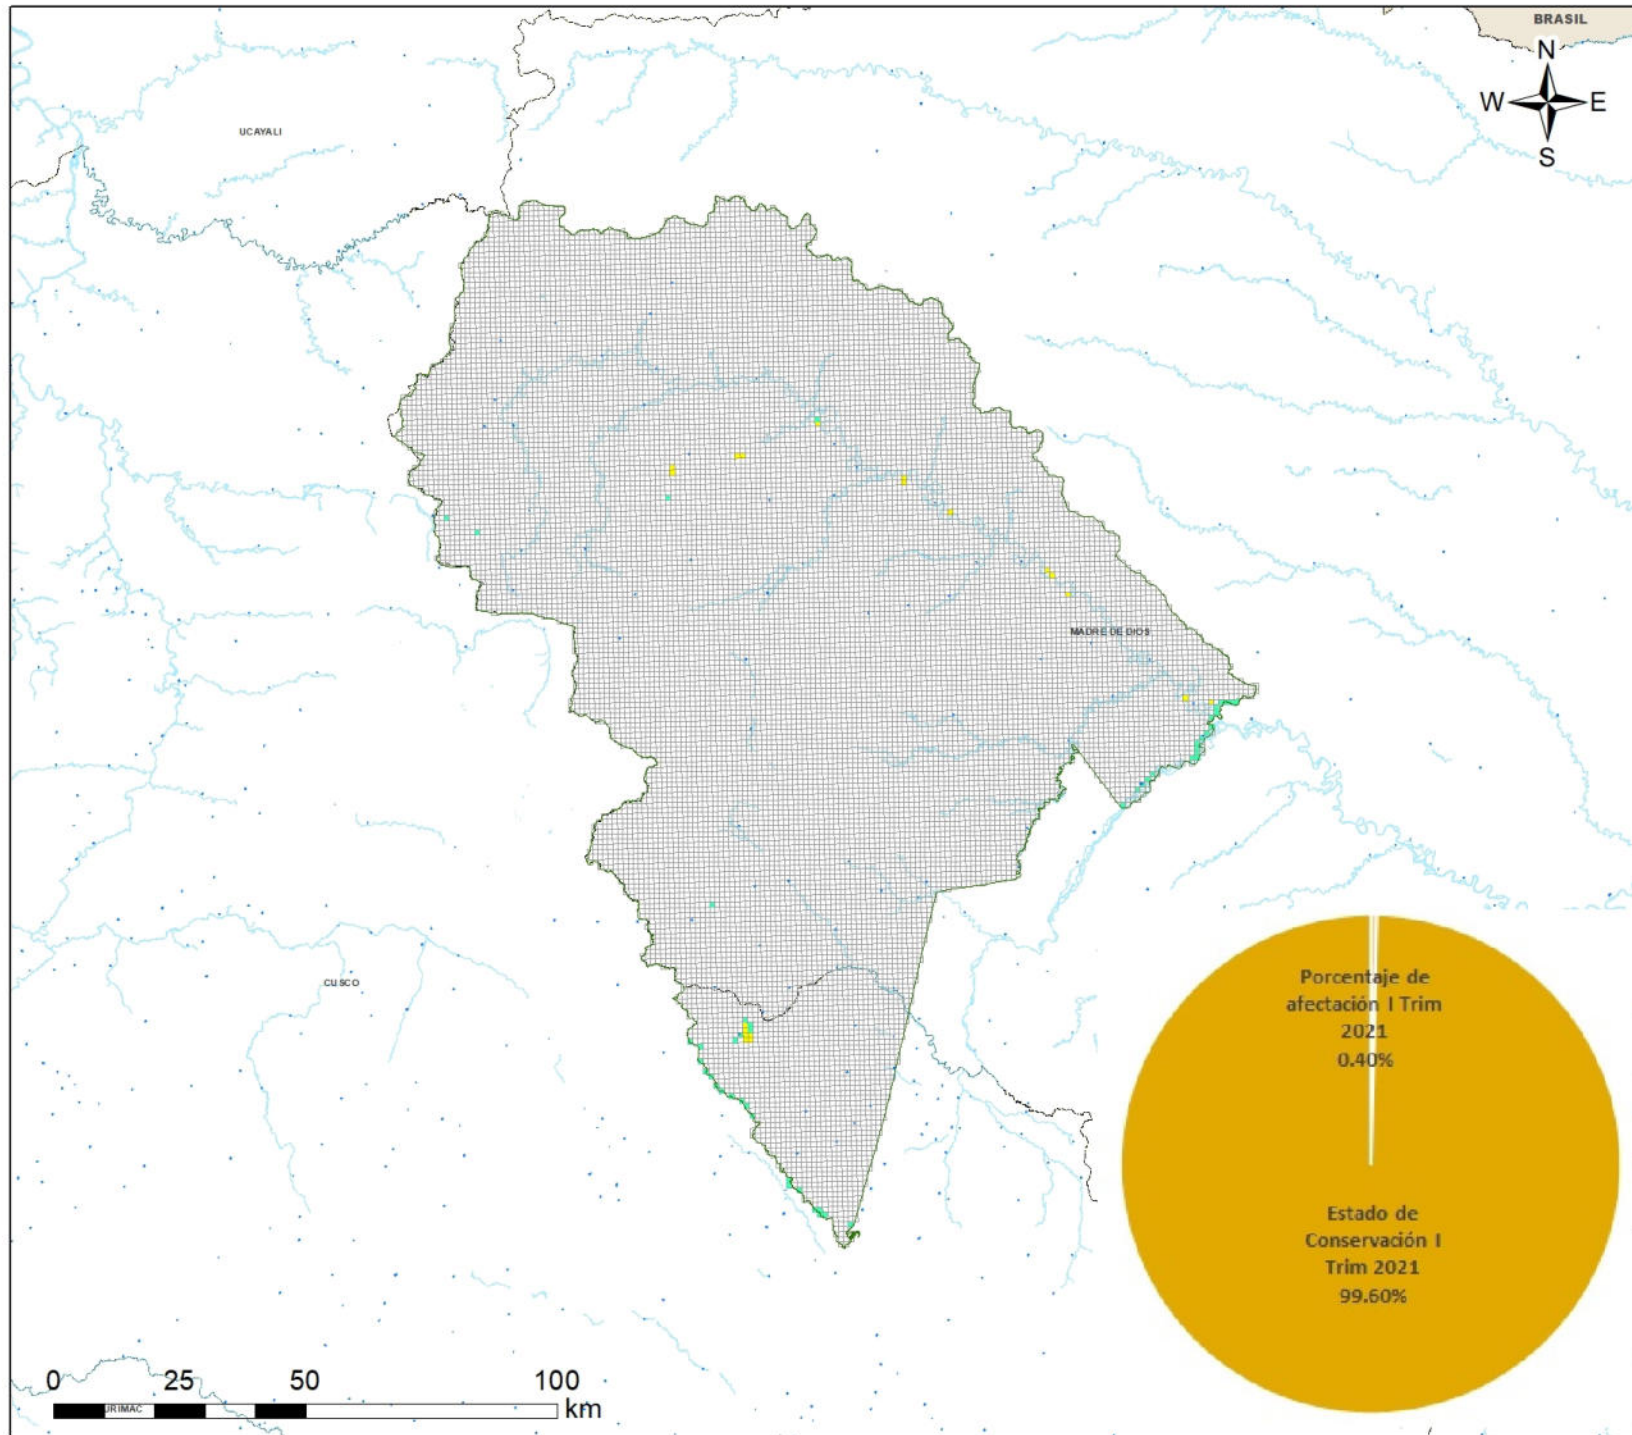 BRASIL
N
W E
S
UCAYALI
MADRE DE DIOS
CUSCO
Porcentaje de
afectación I Trim
2021
0.40%
Estado de
Conservación I
Trim 2021
99.60%
0 25 50 100
km
URIMAC